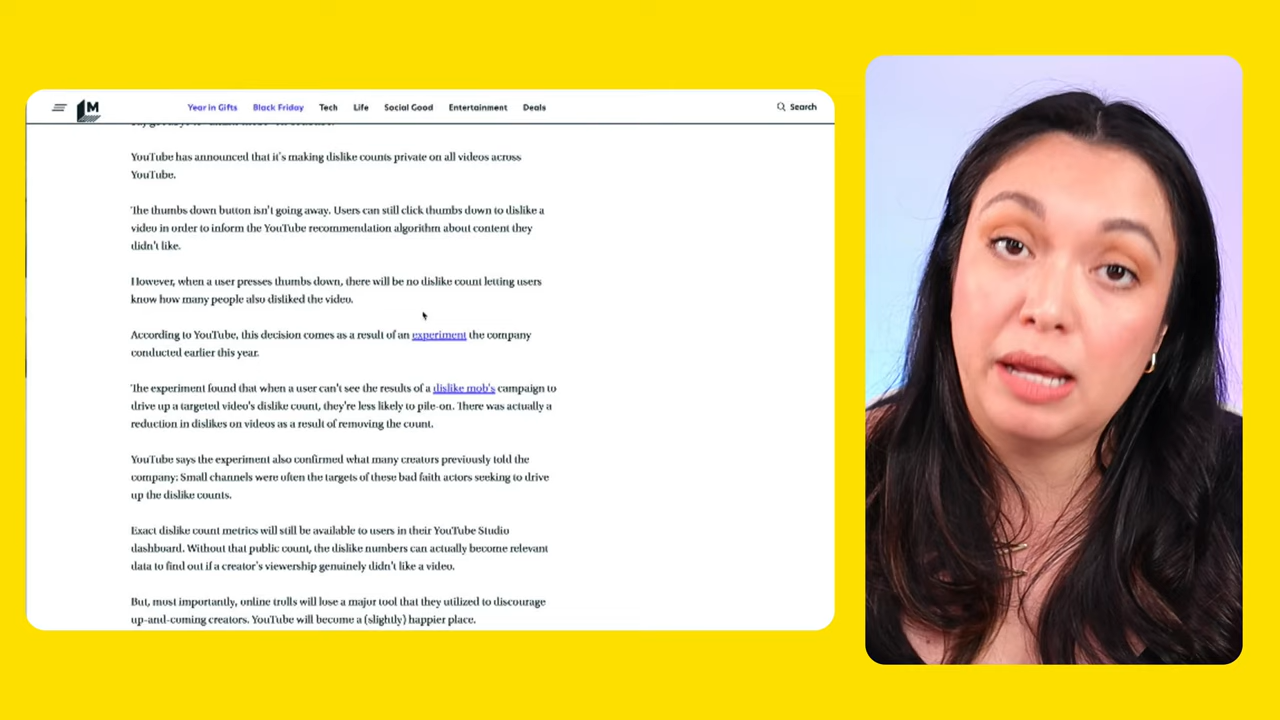 M
Year in Gifts
Black Friday
Tech
Life
Social Good
Entertainment
Deals
Search
YouTube has announced that it's making dislike counts private on all videos across
YouTube.
The thumbs down button isn't going away. Users can still click thumbs down to dislike a
video in order to inform the YouTube recommendation algorithm about content they
didn't like.
However, when a user presses thumbs down, there will be no dislike count letting users
know how many people also disliked the video.
According to YouTube, this decision comes as a result of an experiment the company
conducted earlier this year.
The experiment found that when a user can't see the results of a dislike mob's campaign to
drive up a targeted video's dislike count, they're less likely to pile-on. There was actually a
reduction in dislikes on videos as a result of removing the count.
YouTube says the experiment also confirmed what many creators previously told the
company: Small channels were often the targets of these bad faith actors seeking to drive
up the dislike counts.
Exact dislike count metrics will still be available to users in their YouTube Studio
dashboard. Without that public count, the dislike numbers can actually become relevant
data to find out if a creator's viewership genuinely didn't like a video.
But, most importantly, online trolls will lose a major tool that they utilized to discourage
up-and-coming creators. YouTube will become a (slightly) happier place.